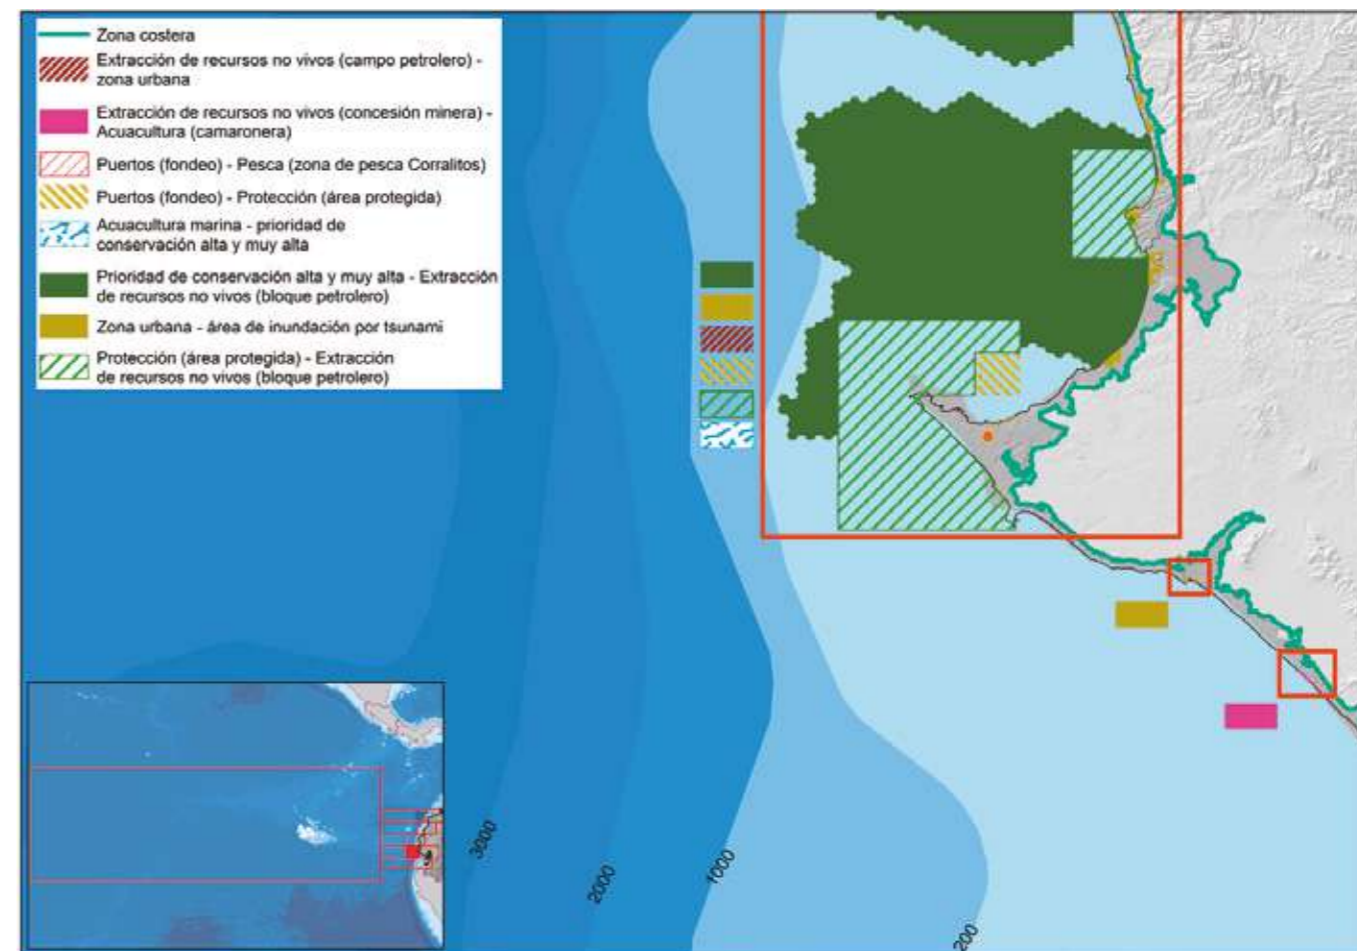 Zona costera
Extracción de recursos no vivos (campo petrolero) -
zona urbana
Extracción de recursos no vivos (concesión minera) -
Acuacultura (camaronera)
Puertos (fondeo) - Pesca (zona de pesca Corralitos)
Puertos (fondeo) - Protección (área protegida)
Acuacultura marina - prioridad de
conservación alta y muy alta
Prioridad de conservación alta y muy alta - Extracción
de recursos no vivos (bloque petrolero)
Zona urbana - área de inundación por tsunami
Protección (área protegida) - Extracción
de recursos no vivos (bloque petrolero)
3000
2000
1000
200